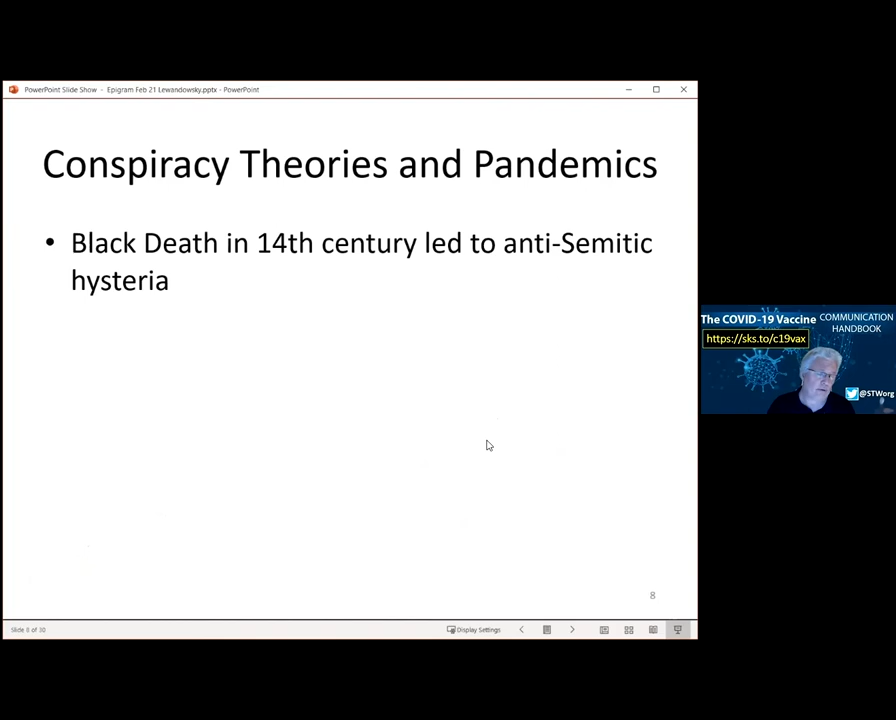 PowerPoint Slide Show - Epigram Feb 21 Lewandowsky.pptx - PowerPoint
Conspiracy Theories and Pandemics
• Black Death in 14th century led to anti-Semitic
hysteria
The COVID-19 Vaccine
COMMUNICATION
HANDBOOK
https://sks.to/c19vax
@STWorg
8
Slide 8 of 30
Display Settings